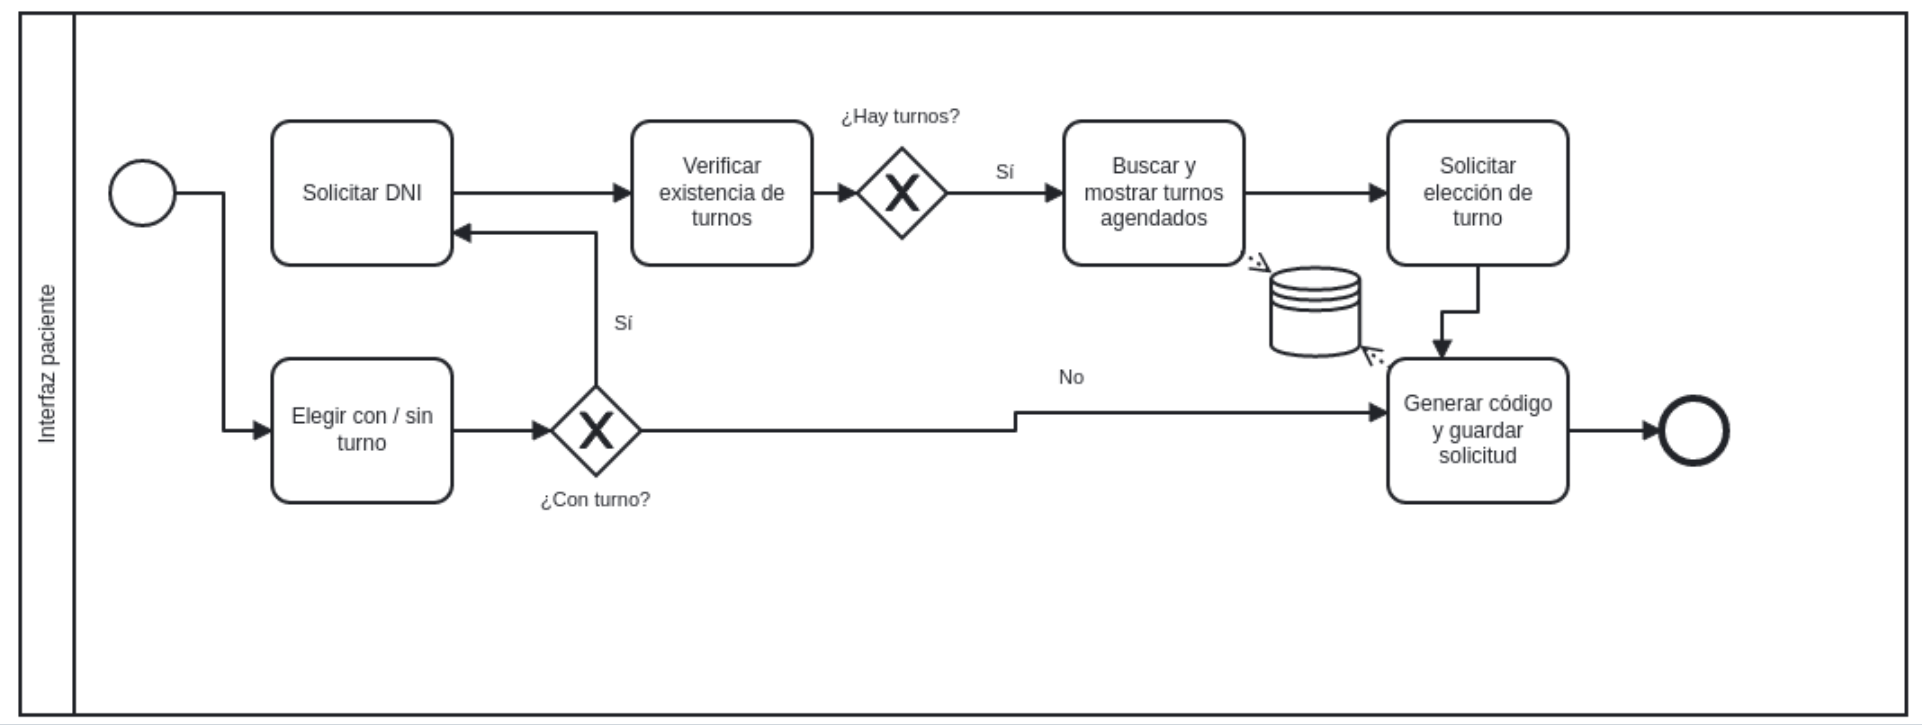 Interfaz paciente
¿Hay turnos?
Solicitar DNI
Verificar
existencia de
turnos
Sí
Buscar y
mostrar turnos
agendados
Solicitar
elección de
turno
Sí
No
Elegir con / sin
turno
¿Con turno?
Generar código
y guardar
solicitud